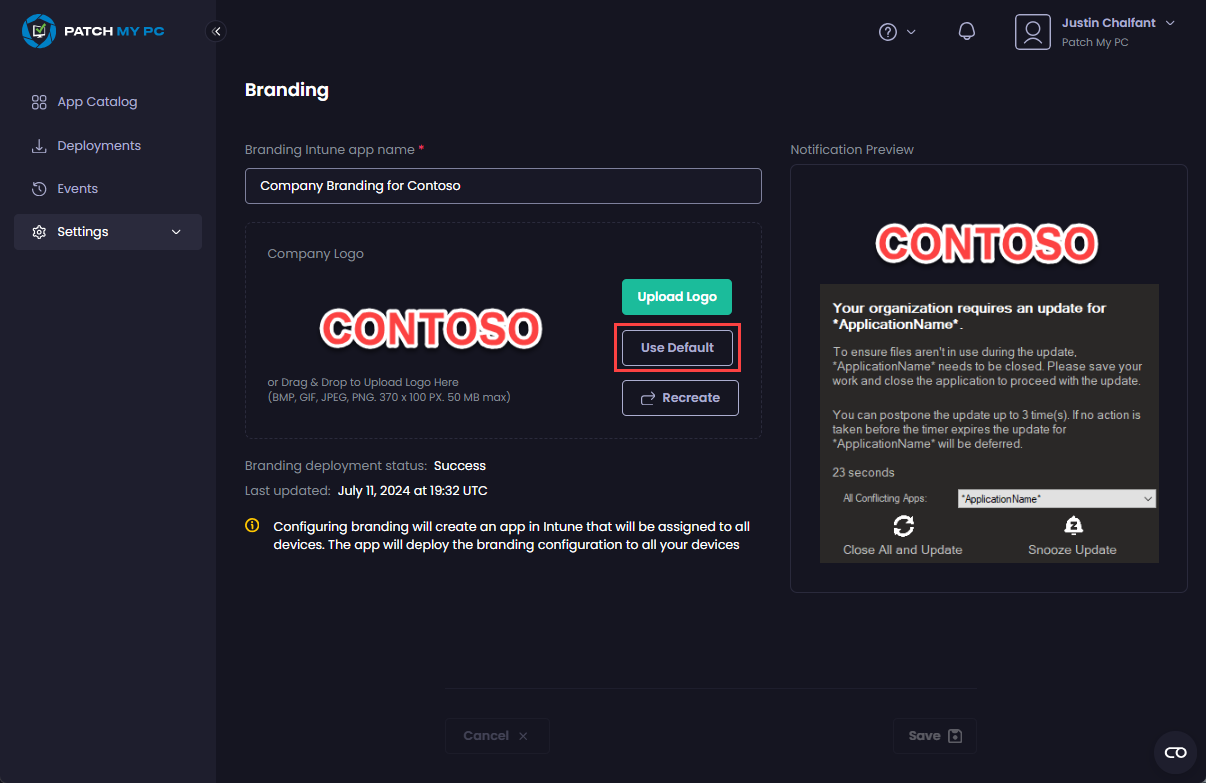 PATCH MY PC
Justin Chalfant
Patch My PC
App Catalog
Deployments
Events
Settings
Branding
Branding Intune app name *
Company Branding for Contoso
Company Logo
CONTOSO
Upload Logo
Use Default
or Drag & Drop to Upload Logo Here
(BMP, GIF, JPEG, PNG. 370 x 100 PX. 50 MB max)
Recreate
Branding deployment status: Success
Last updated: July 11, 2024 at 19:32 UTC
Configuring branding will create an app in Intune that will be assigned to all
devices. The app will deploy the branding configuration to all your devices
Notification Preview
CONTOSO
Your organization requires an update for
*ApplicationName*.
To ensure files aren't in use during the update,
*ApplicationName* needs to be closed. Please save your
work and close the application to proceed with the update.
You can postpone the update up to 3 time(s). If no action is
taken before the timer expires the update for
*ApplicationName* will be deferred.
23 seconds
All Conflicting Apps: *ApplicationName*
Close All and Update
Snooze Update
Cancel
Save